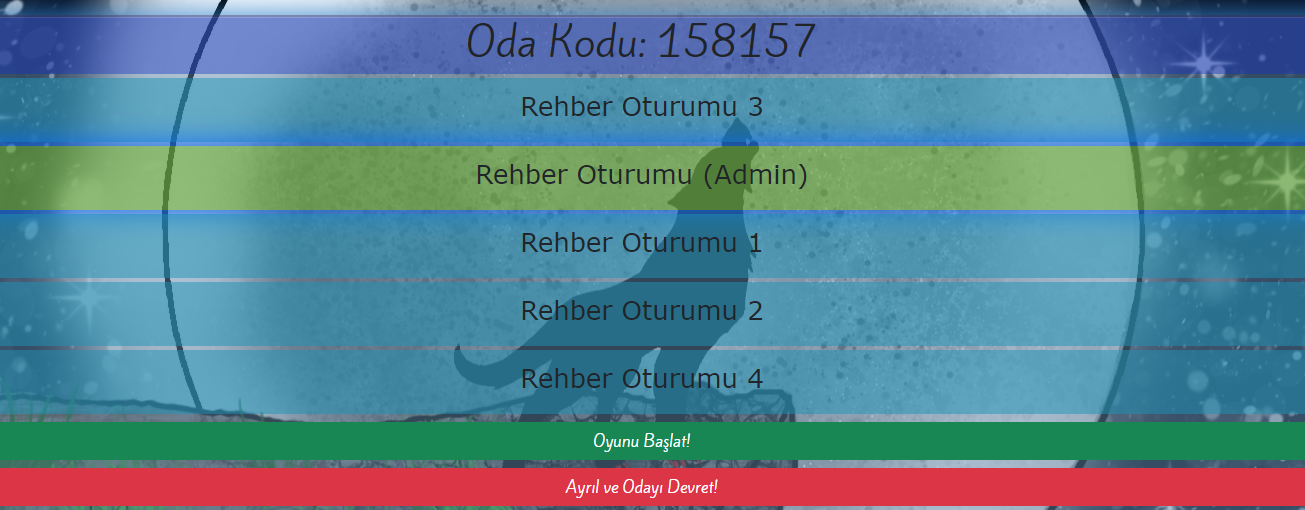 Oda Kodu: 158157
Rehber Oturumu 3
Rehber Oturumu (Admin)
Rehber Oturumu 1
Rehber Oturumu 2
Rehber Oturumu 4
Oyunu Başlat!
Ayrıl ve Odayı Devret!